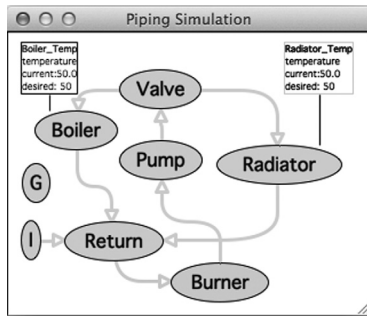 Piping Simulation
Boiler_Temp
temperature
current:50.0
desired: 50
Radiator_Temp
temperature
current:50.0
desired: 50
Valve
Boiler
Pump
Radiator
G
I
Return
Burner